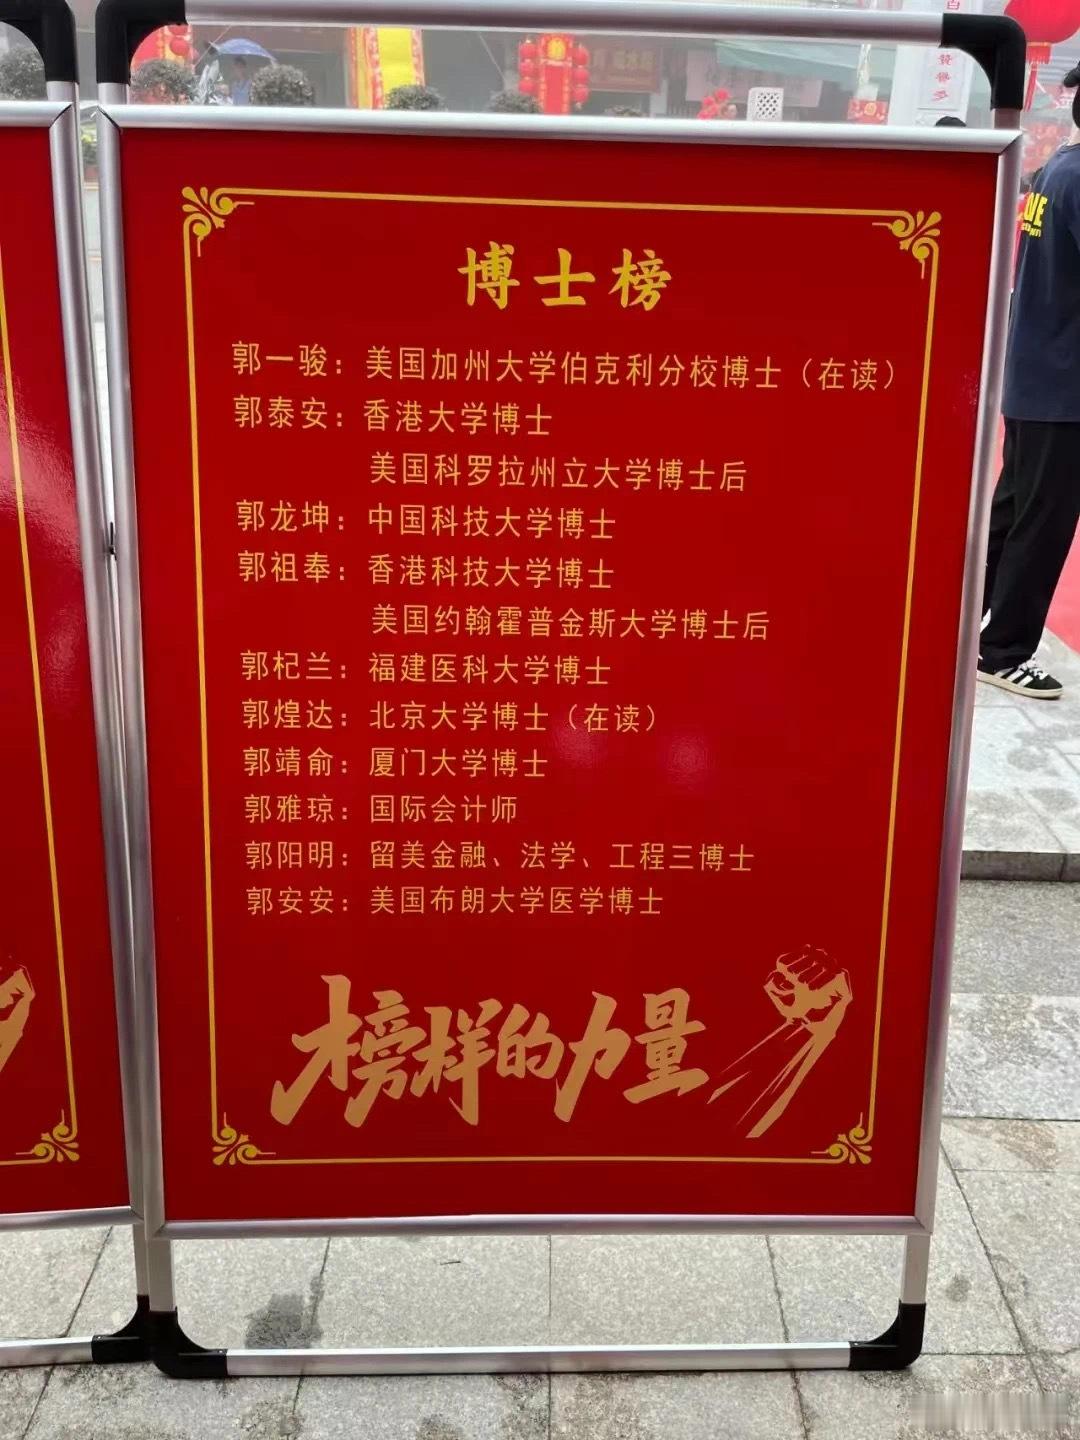 博士榜
郭一骏：美国加州大学伯克利分校博士（在读）
郭泰安：香港大学博士
美国科罗拉州立大学博士后
郭龙坤：中国科技大学博士
郭祖奉：香港科技大学博士
美国约翰霍普金斯大学博士后
郭杞兰：福建医科大学博士
郭煌达：北京大学博士（在读）
郭靖俞：厦门大学博士
郭雅琼：国际会计师
郭阳明：留美金融、法学、工程三博士
郭安安：美国布朗大学医学博士
榜样的力量